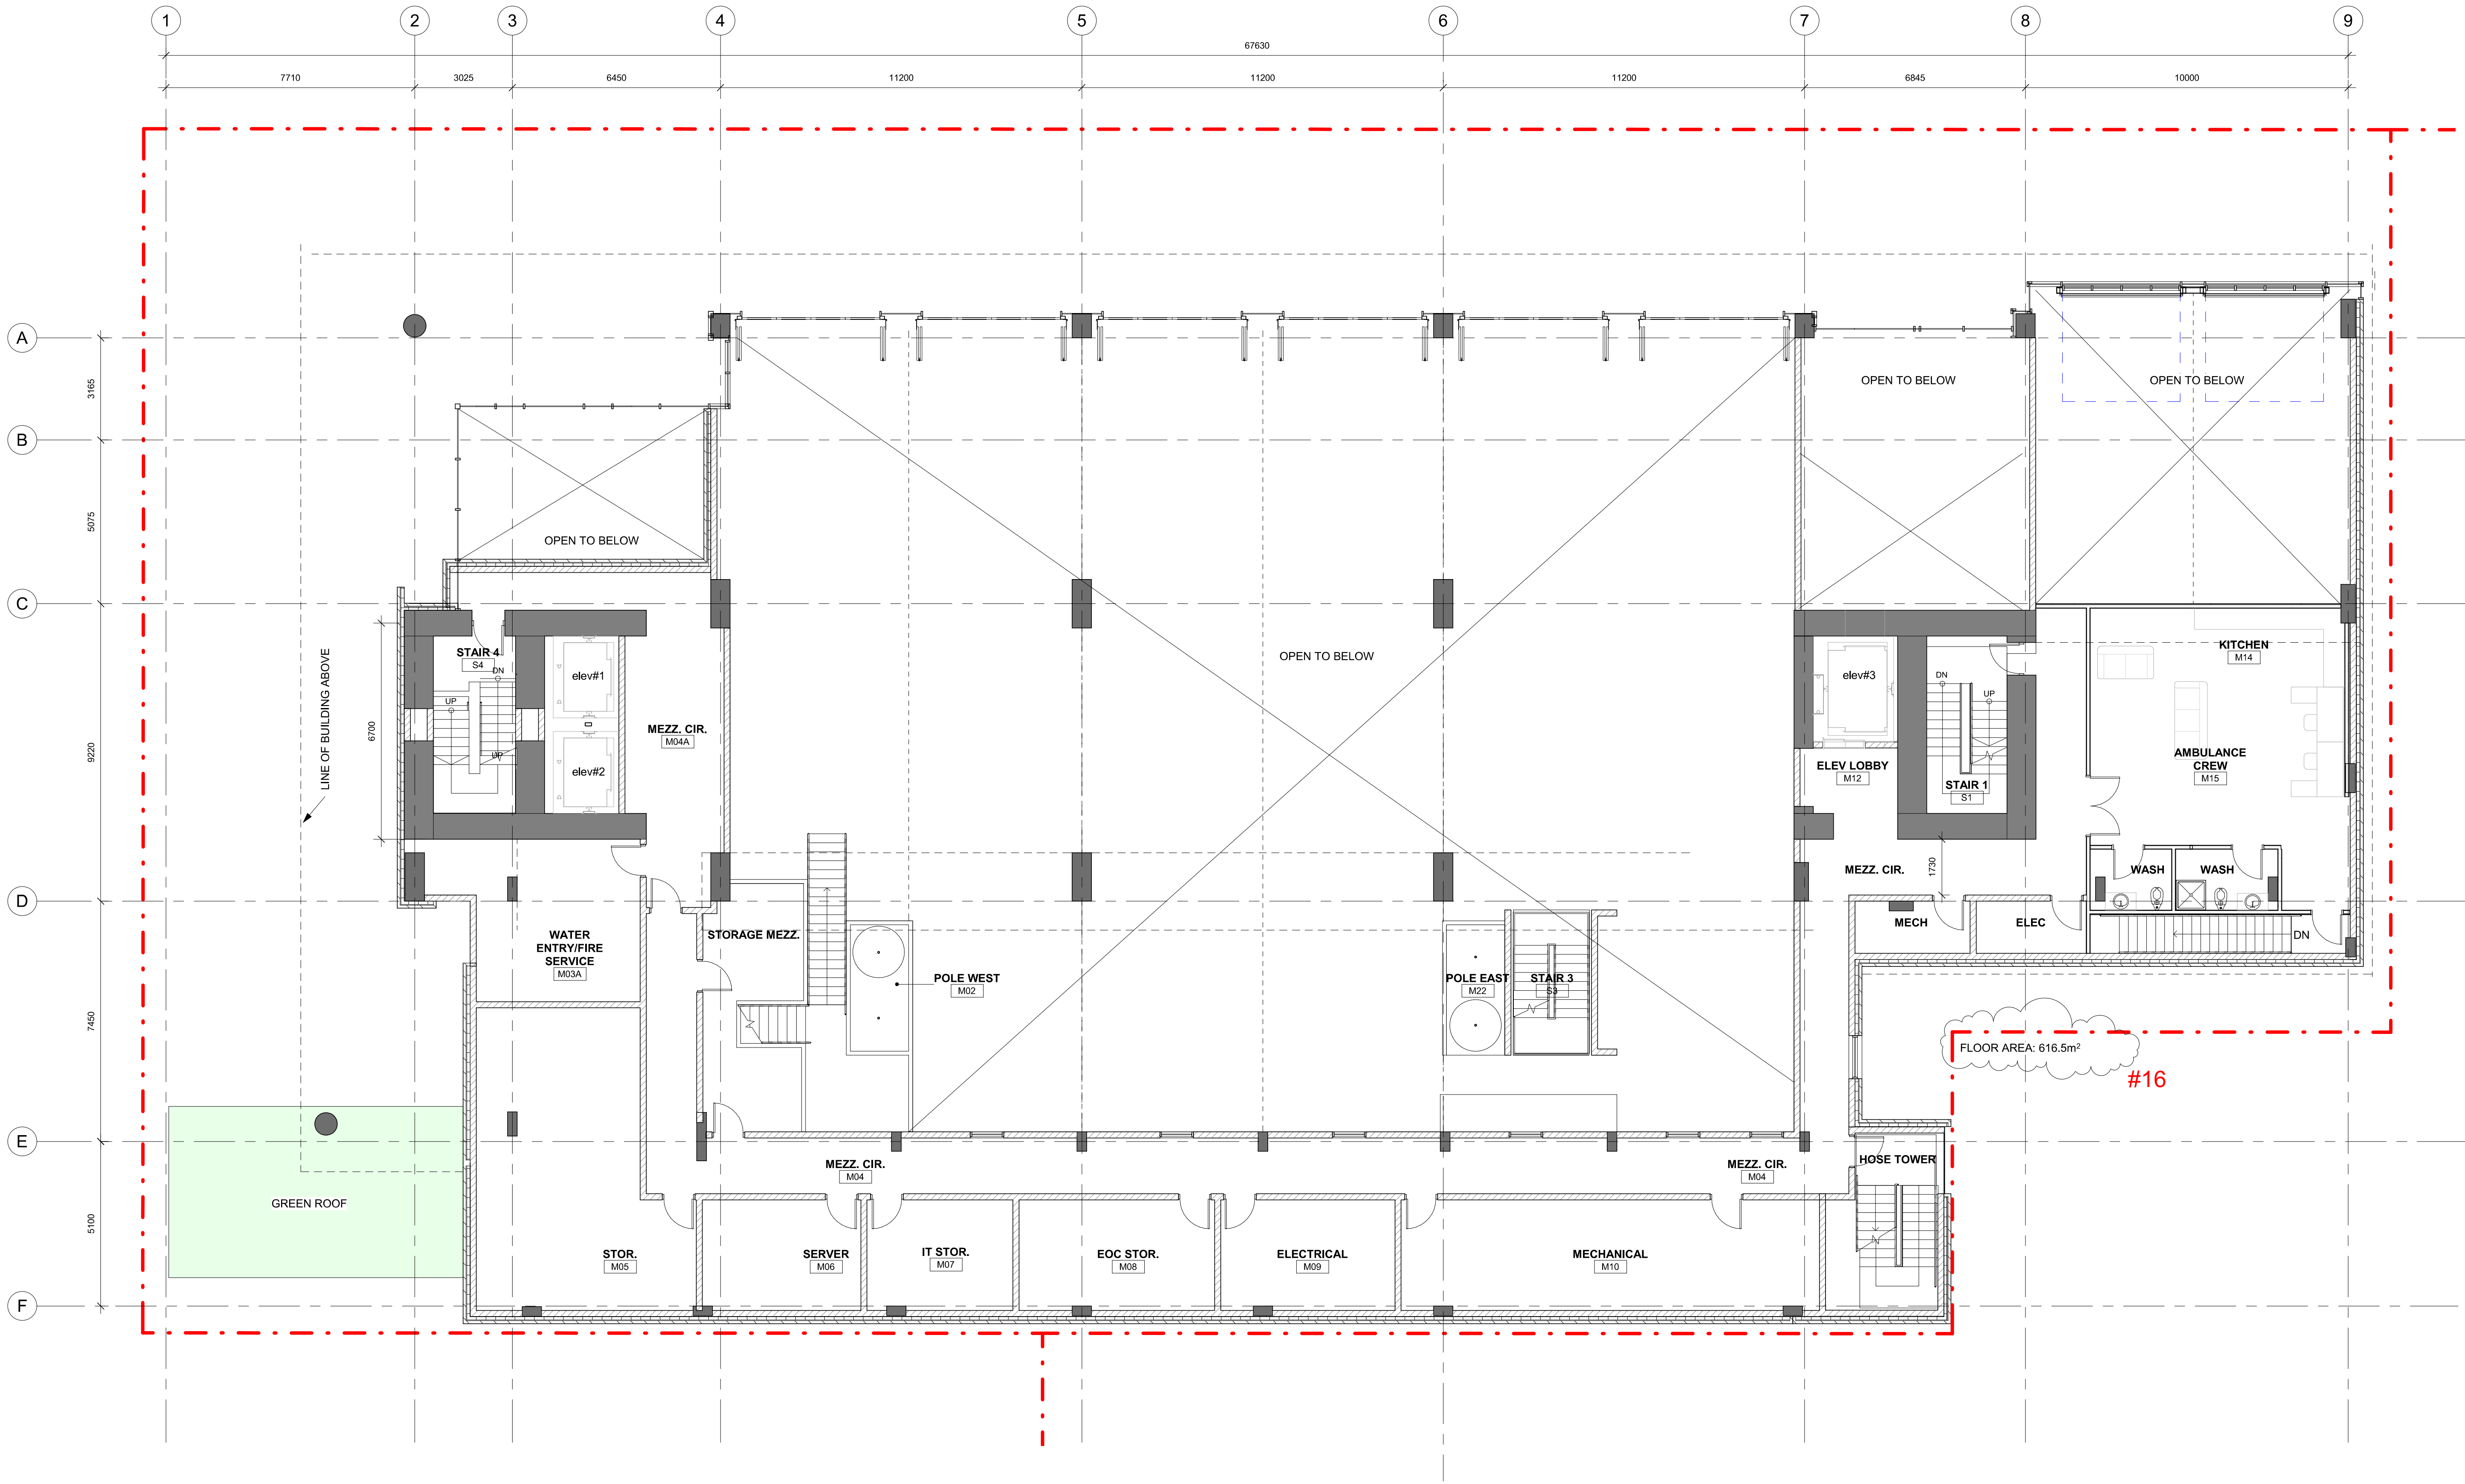 1
2
3
4
5
6
7
8
9
67630
7710
3025
6450
11200
11200
11200
6845
10000
A
B
C
D
E
F
3165
5075
9220
7450
5100
6700
1730
LINE OF BUILDING ABOVE
OPEN TO BELOW
OPEN TO BELOW
OPEN TO BELOW
OPEN TO BELOW
STAIR 4
S4
DN
UP
UP
elev#1
elev#2
MEZZ. CIR.
M04A
elev#3
ELEV LOBBY
M12
DN
UP
STAIR 1
S1
KITCHEN
M14
AMBULANCE
CREW
M15
MEZZ. CIR.
WASH
WASH
MECH
ELEC
DN
WATER
ENTRY/FIRE
SERVICE
M03A
STORAGE MEZZ.
POLE WEST
M02
POLE EAST
M22
STAIR 3
S3
FLOOR AREA: 616.5m²
#16
GREEN ROOF
MEZZ. CIR.
M04
MEZZ. CIR.
M04
HOSE TOWER
STOR.
M05
SERVER
M06
IT STOR.
M07
EOC STOR.
M08
ELECTRICAL
M09
MECHANICAL
M10